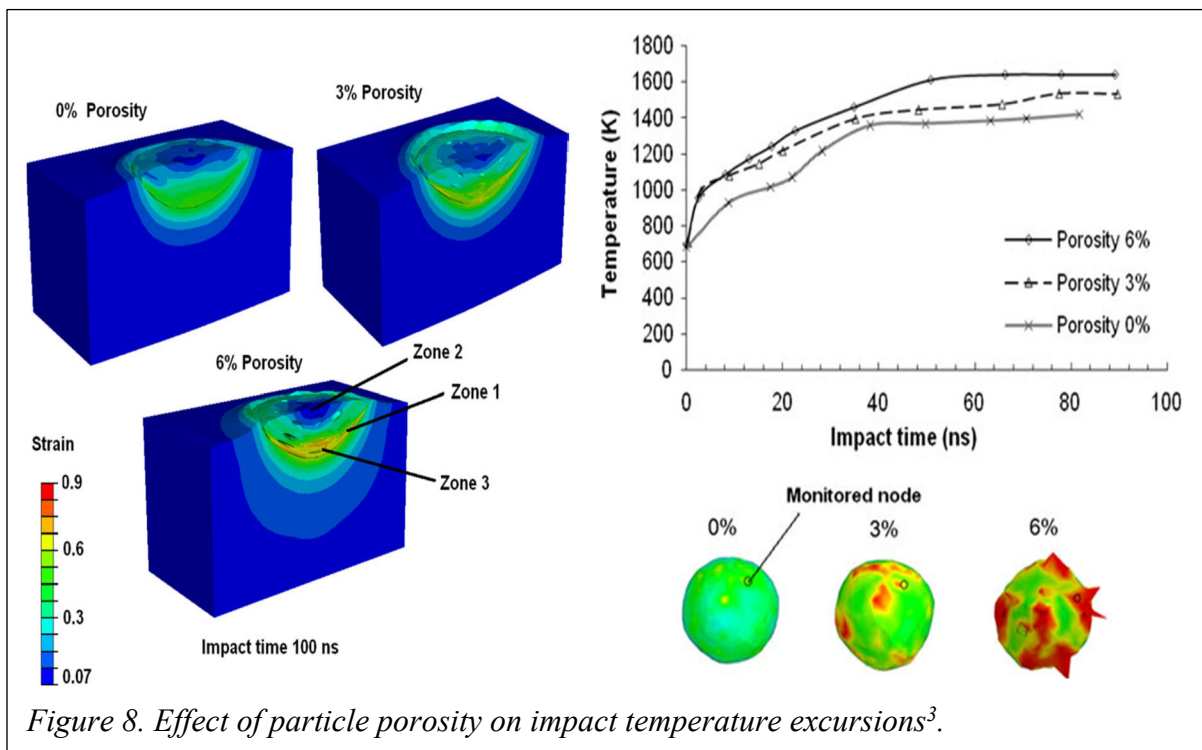 0% Porosity
3% Porosity
6% Porosity
Zone 2
Zone 1
Zone 3
Strain
0.9
0.6
0.3
0.07
Impact time 100 ns
1800
1600
1400
1200
1000
800
600
400
200
0
Temperature (K)
Porosity 6%
Porosity 3%
Porosity 0%
0 20 40 60 80 100
Impact time (ns)
Monitored node
0% 3% 6%
Figure 8. Effect of particle porosity on impact temperature excursions³.